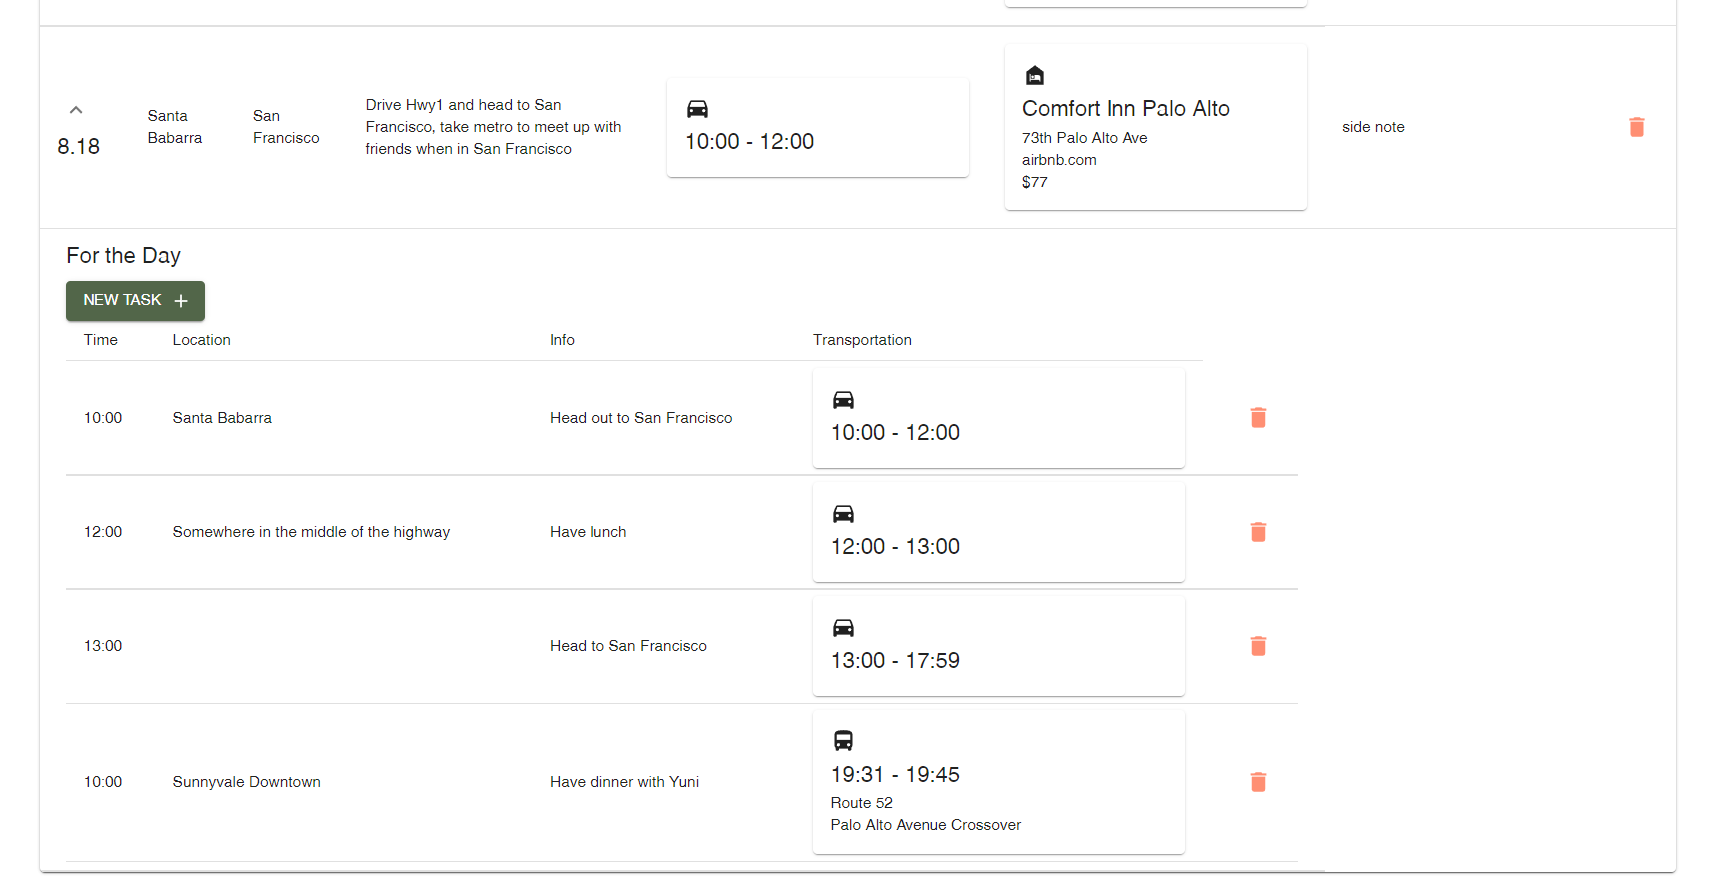 8.18
Santa
Babarra
San
Francisco
Drive Hwy1 and head to San
Francisco, take metro to meet up with
friends when in San Francisco
10:00 - 12:00
Comfort Inn Palo Alto
73th Palo Alto Ave
airbnb.com
$77
side note
For the Day
NEW TASK +
Time Location Info Transportation
10:00 Santa Babarra Head out to San Francisco 10:00 - 12:00
12:00 Somewhere in the middle of the highway Have lunch 12:00 - 13:00
13:00 Head to San Francisco 13:00 - 17:59
10:00 Sunnyvale Downtown Have dinner with Yuni 19:31 - 19:45
Route 52
Palo Alto Avenue Crossover